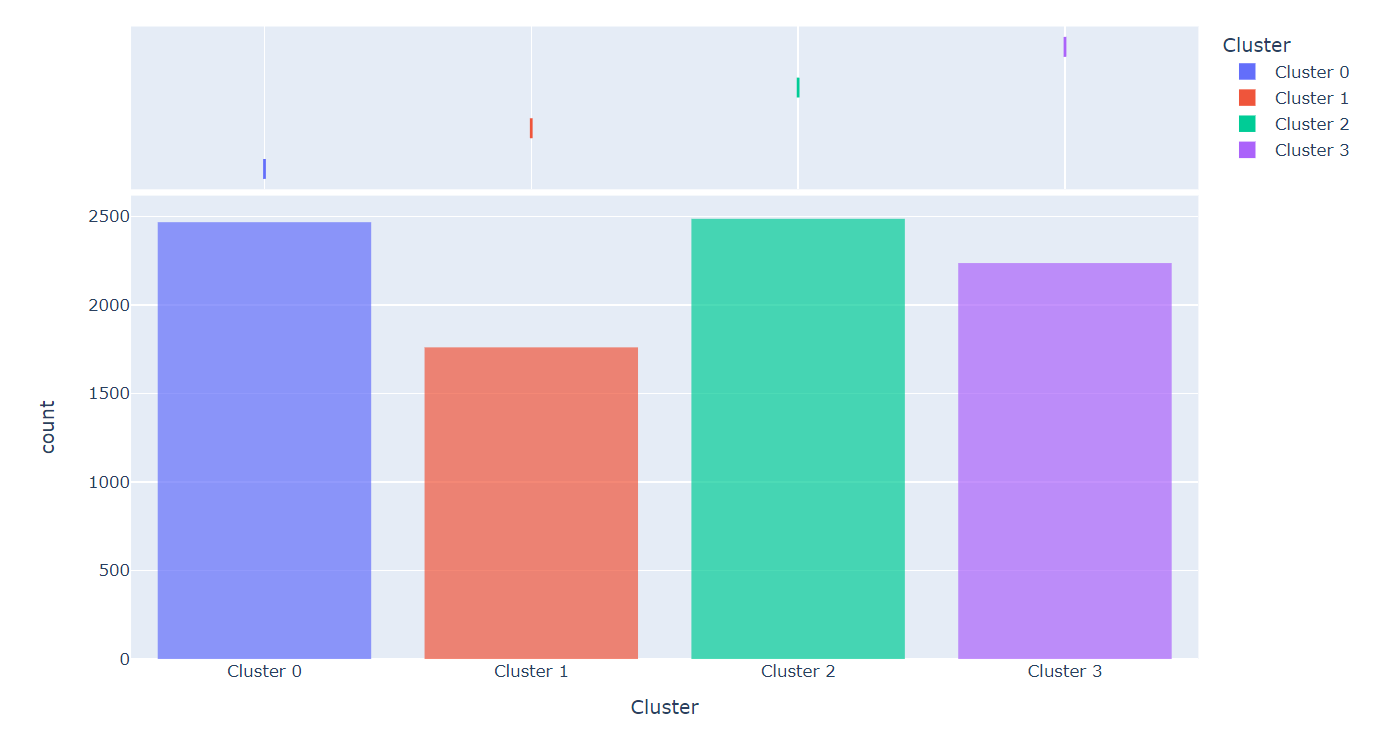 Cluster
Cluster 0
Cluster 1
Cluster 2
Cluster 3
2500
2000
1500
1000
500
0
count
Cluster 0 Cluster 1 Cluster 2 Cluster 3
Cluster